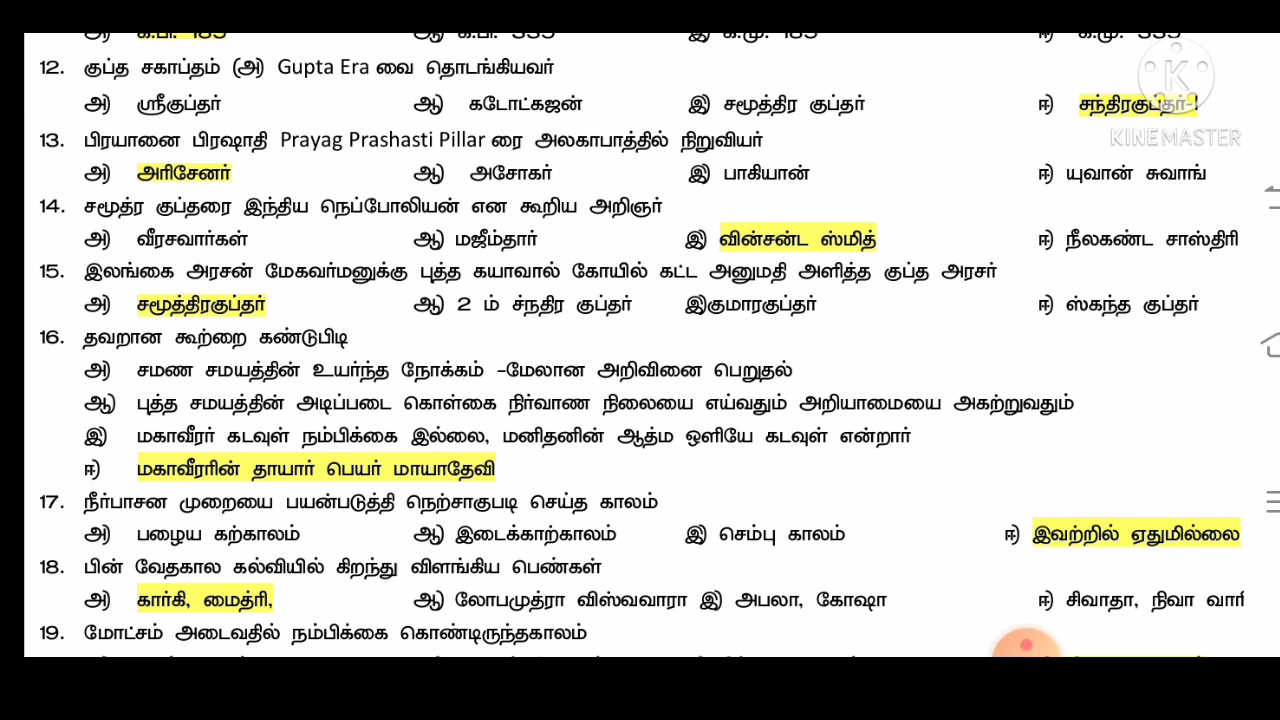 12. குப்த சகாப்தம் (அ) Gupta Era வை தொடங்கியவர்
அ) ஸ்ரீகுப்தர் ஆ) கடோட்கஜன் இ) சமூத்திர குப்தர் ஈ) சந்திரகுப்தர்-I
KINEMASTER
13. பிரயானை பிரஷாதி Prayag Prashasti Pillar ரை அலகாபாத்தில் நிறுவியர்
அ) அரிசேனர் ஆ) அசோகர் இ) பாகியான் ஈ) யுவான் சுவாங்
14. சமூத்ர குப்தரை இந்திய நெப்போலியன் என கூறிய அறிஞர்
அ) வீரசவார்கள் ஆ) மஜீம்தார் இ) வின்சன்ட ஸ்மித் ஈ) நீலகண்ட சாஸ்திரி
15. இலங்கை அரசன் மேகவர்மனுக்கு புத்த கயாவால் கோயில் கட்ட அனுமதி அளித்த குப்த அரசர்
அ) சமூத்திரகுப்தர் ஆ) 2 ம் ச்ந்திர குப்தர் இ)குமாரகுப்தர் ஈ) ஸ்கந்த குப்தர்
16. தவறான கூற்றை கண்டுபிடி
அ) சமண சமயத்தின் உயர்ந்த நோக்கம் -மேலான அறிவினை பெறுதல்
ஆ) புத்த சமயத்தின் அடிப்படை கொள்கை நிர்வாண நிலையை எய்வதும் அறியாமையை அகற்றுவதும்
இ) மகாவீரர் கடவுள் நம்பிக்கை இல்லை, மனிதனின் ஆத்ம ஒளியே கடவுள் என்றார்
ஈ) மகாவீரரின் தாயார் பெயர் மாயாதேவி
17. நீர்பாசன முறையை பயன்படுத்தி நெற்சாகுபடி செய்த காலம்
அ) பழைய கற்காலம் ஆ) இடைக்காற்காலம் இ) செம்பு காலம் ஈ) இவற்றில் ஏதுமில்லை
18. பின் வேதகால கல்வியில் கிறந்து விளங்கிய பெண்கள்
அ) கார்கி, மைத்ரி, ஆ) லோபமுத்ரா விஸ்வவாரா இ) அபலா, கோஷா ஈ) சிவாதா, நிவா வாரி
19. மோட்சம் அடைவதில் நம்பிக்கை கொண்டிருந்தகாலம்